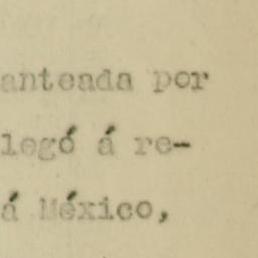 anteada por
legó á re-
á México,